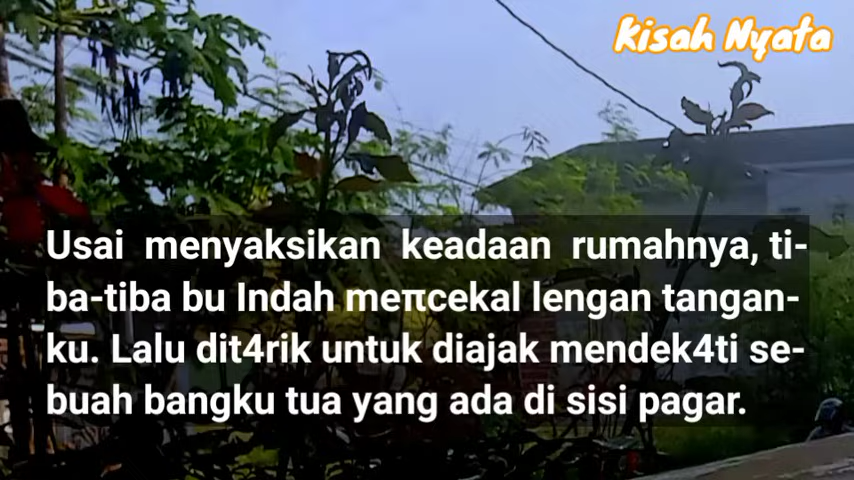 Kisah Nyata
Usai menyaksikan keadaan rumahnya, ti-
ba-tiba bu Indah meπcekal lengan tangan-
ku. Lalu dit4rik untuk diajak mendek4ti se-
buah bangku tua yang ada di sisi pagar.